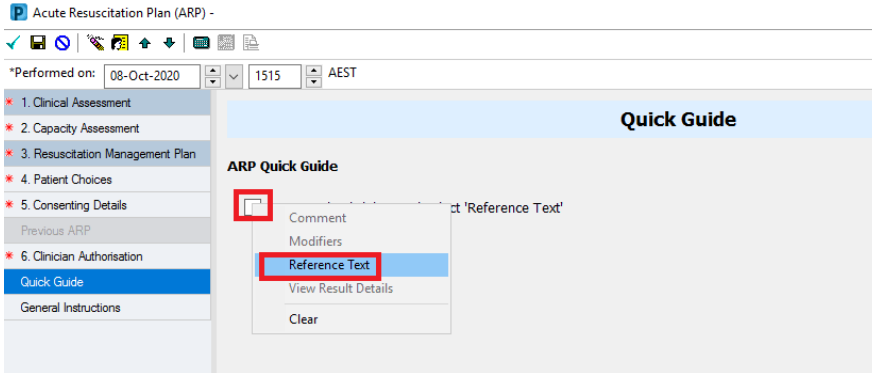 Acute Resuscitation Plan (ARP) -
*Performed on: 08-Oct-2020 1515 AEST
* 1. Clinical Assessment
* 2. Capacity Assessment
* 3. Resuscitation Management Plan
* 4. Patient Choices
* 5. Consenting Details
Previous ARP
* 6. Clinician Authorisation
Quick Guide
General Instructions
Quick Guide
ARP Quick Guide
'Reference Text'
Comment
Modifiers
Reference Text
View Result Details
Clear